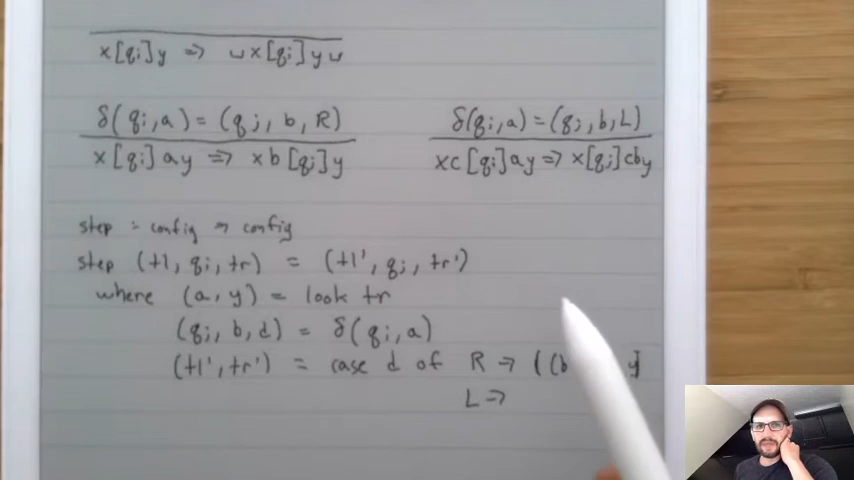 x[qi]y => ⊔x[qi]y⊔
δ(qi,a) = (qj, b, R)
x[qi]ay => xb[qj]y
δ(qi,a) = (qj,b,L)
xc[qi]ay => x[qj]cby
step : config → config
step (tl, qi, tr) = (tl', qj, tr')
where (a, y) = look tr
(qj, b, d) = δ(qi,a)
(tl', tr') = case d of R => ((b y)
L =>